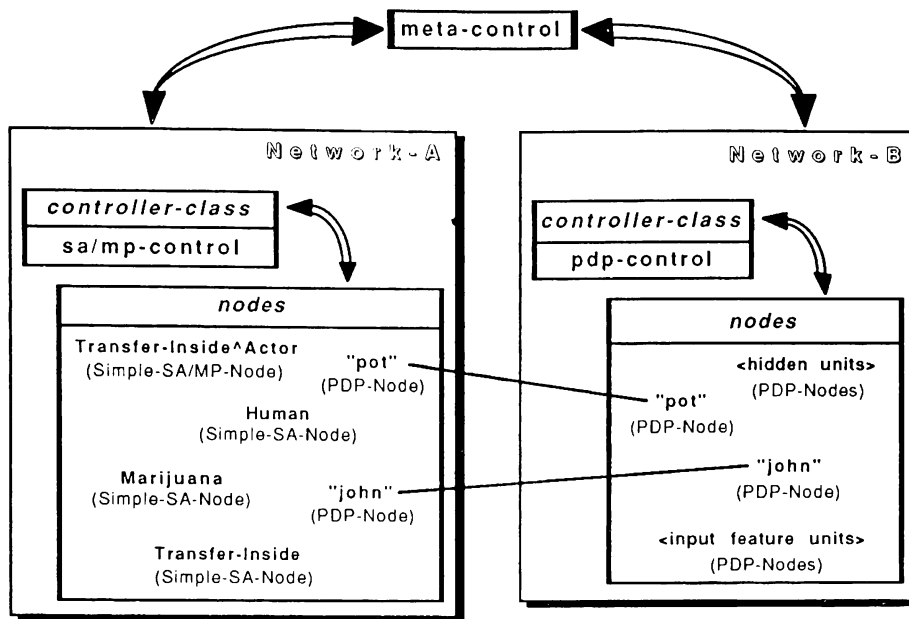 meta-control
Network-A
controller-class
sa/mp-control
nodes
Transfer-Inside^Actor
(Simple-SA/MP-Node)
"pot"
(PDP-Node)
Human
(Simple-SA-Node)
Marijuana
(Simple-SA-Node)
"john"
(PDP-Node)
Transfer-Inside
(Simple-SA-Node)
Network-B
controller-class
pdp-control
nodes
<hidden units>
(PDP-Nodes)
"pot"
(PDP-Node)
"john"
(PDP-Node)
<input feature units>
(PDP-Nodes)